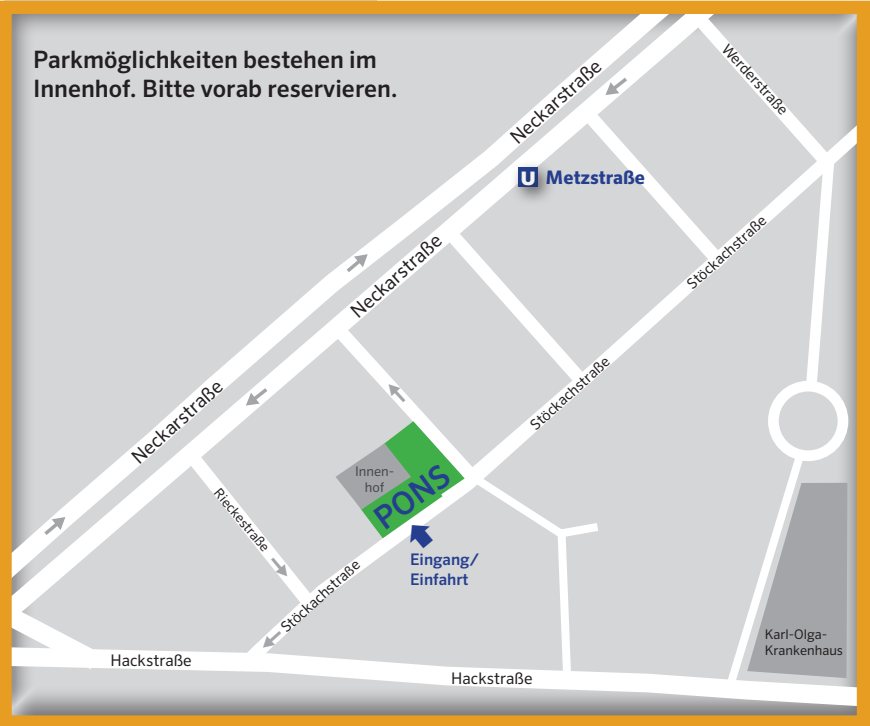 Parkmöglichkeiten bestehen im
Innenhof. Bitte vorab reservieren.
Neckarstraße
Werderstraße
U Metzstraße
Neckarstraße
Stöckachstraße
Neckarstraße
Stöckachstraße
Innen-
hof
PONS
Rieckestraße
Eingang/
Einfahrt
Stöckachstraße
Karl-Olga-
Krankenhaus
Hackstraße
Hackstraße